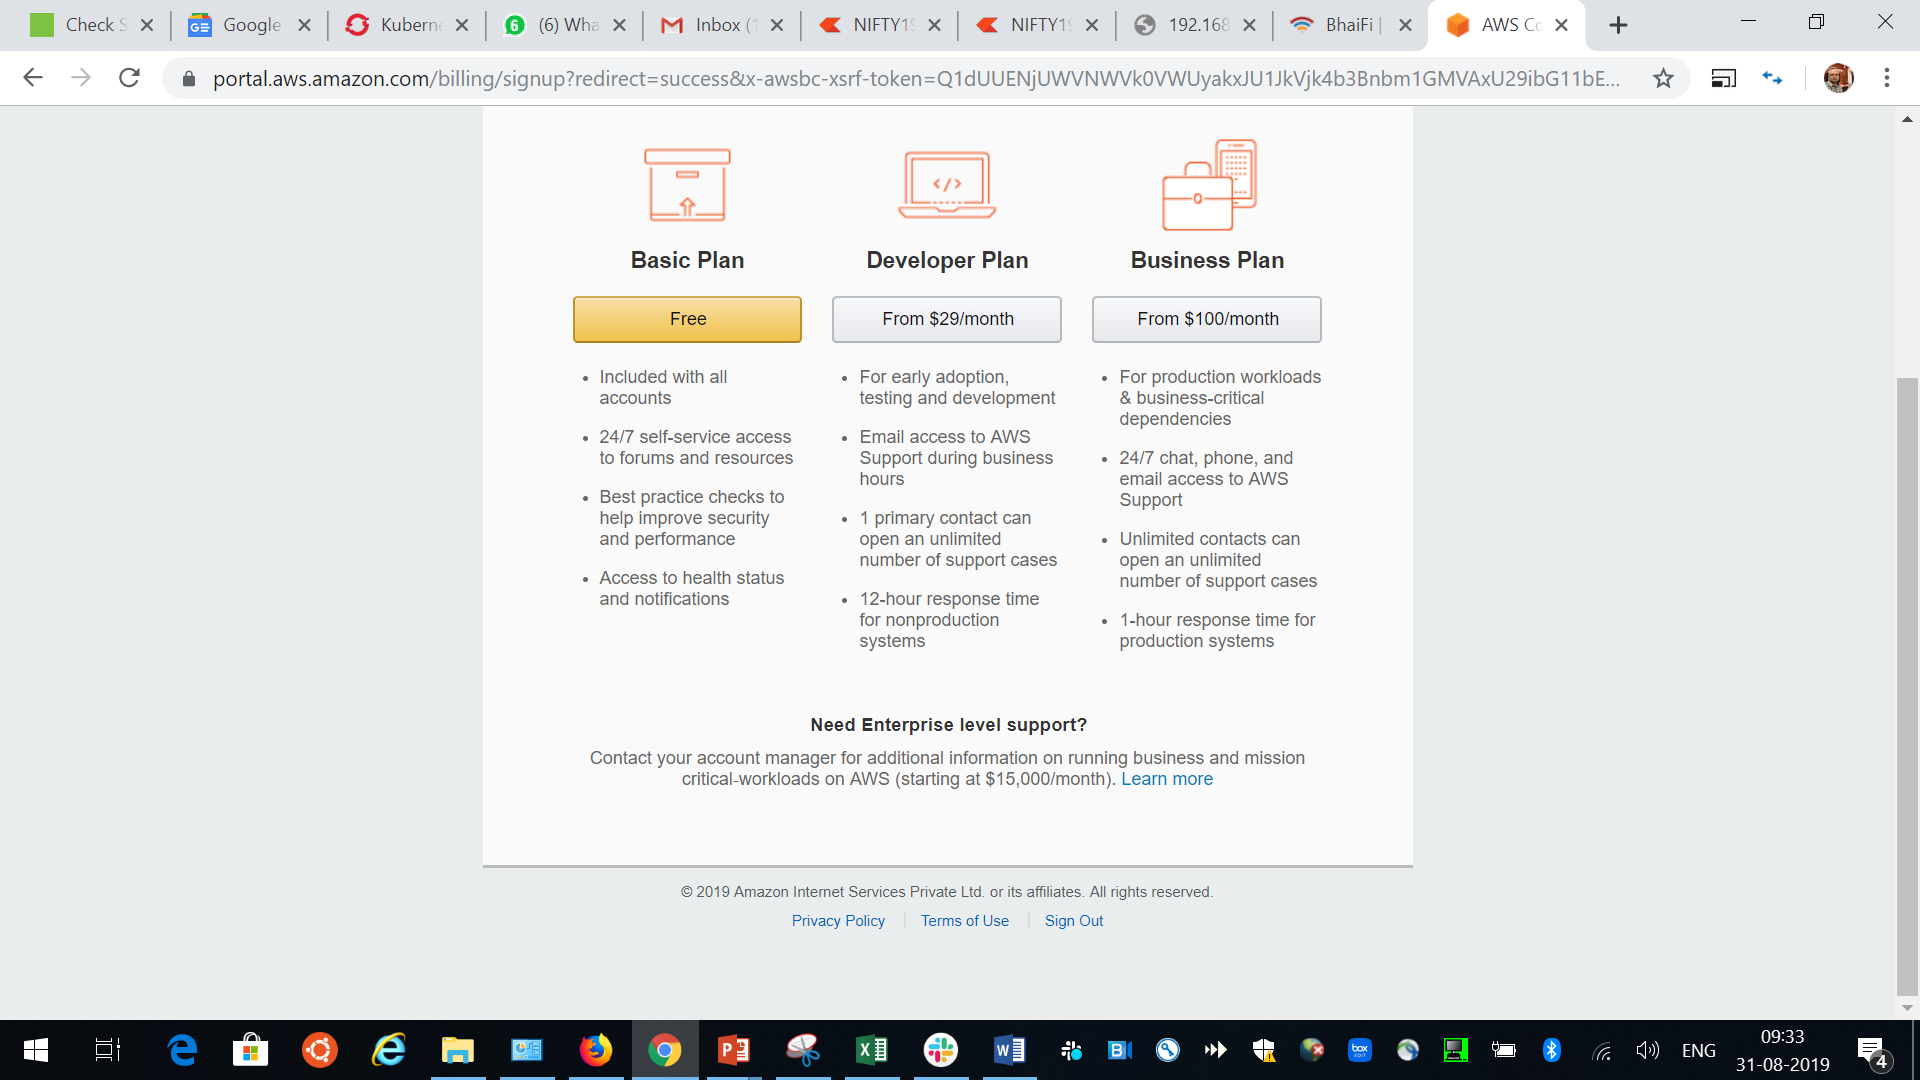 Check S
Google
Kuberne
(6) Wha
Inbox (1
NIFTY19
NIFTY19
192.168
BhaiFi |
AWS Co
portal.aws.amazon.com/billing/signup?redirect=success&x-awsbc-xsrf-token=Q1dUUENjUWVNWVk0VWUyakxJU1JkVjk4b3Bnbm1GMVAxU29ibG11bE...
Basic Plan
Developer Plan
Business Plan
Free
From $29/month
From $100/month
• Included with all
accounts
• 24/7 self-service access
to forums and resources
• Best practice checks to
help improve security
and performance
• Access to health status
and notifications
• For early adoption,
testing and development
• Email access to AWS
Support during business
hours
• 1 primary contact can
open an unlimited
number of support cases
• 12-hour response time
for nonproduction
systems
• For production workloads
& business-critical
dependencies
• 24/7 chat, phone, and
email access to AWS
Support
• Unlimited contacts can
open an unlimited
number of support cases
• 1-hour response time for
production systems
Need Enterprise level support?
Contact your account manager for additional information on running business and mission
critical-workloads on AWS (starting at $15,000/month). Learn more
© 2019 Amazon Internet Services Private Ltd. or its affiliates. All rights reserved.
Privacy Policy
Terms of Use
Sign Out
ENG
09:33
31-08-2019
4